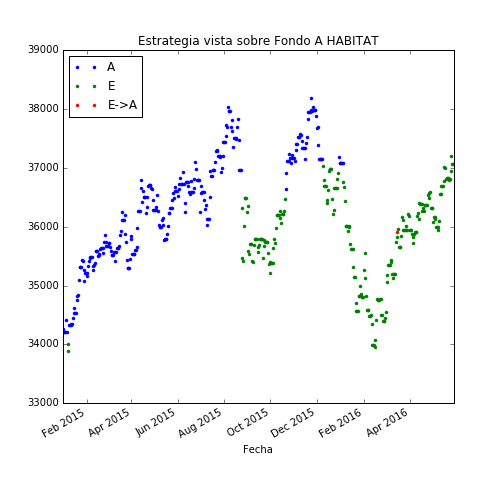 Estrategia vista sobre Fondo A HABITAT
39000
38000
37000
36000
35000
34000
33000
A
E
E->A
Feb 2015
Apr 2015
Jun 2015
Aug 2015
Oct 2015
Dec 2015
Feb 2016
Apr 2016
Fecha